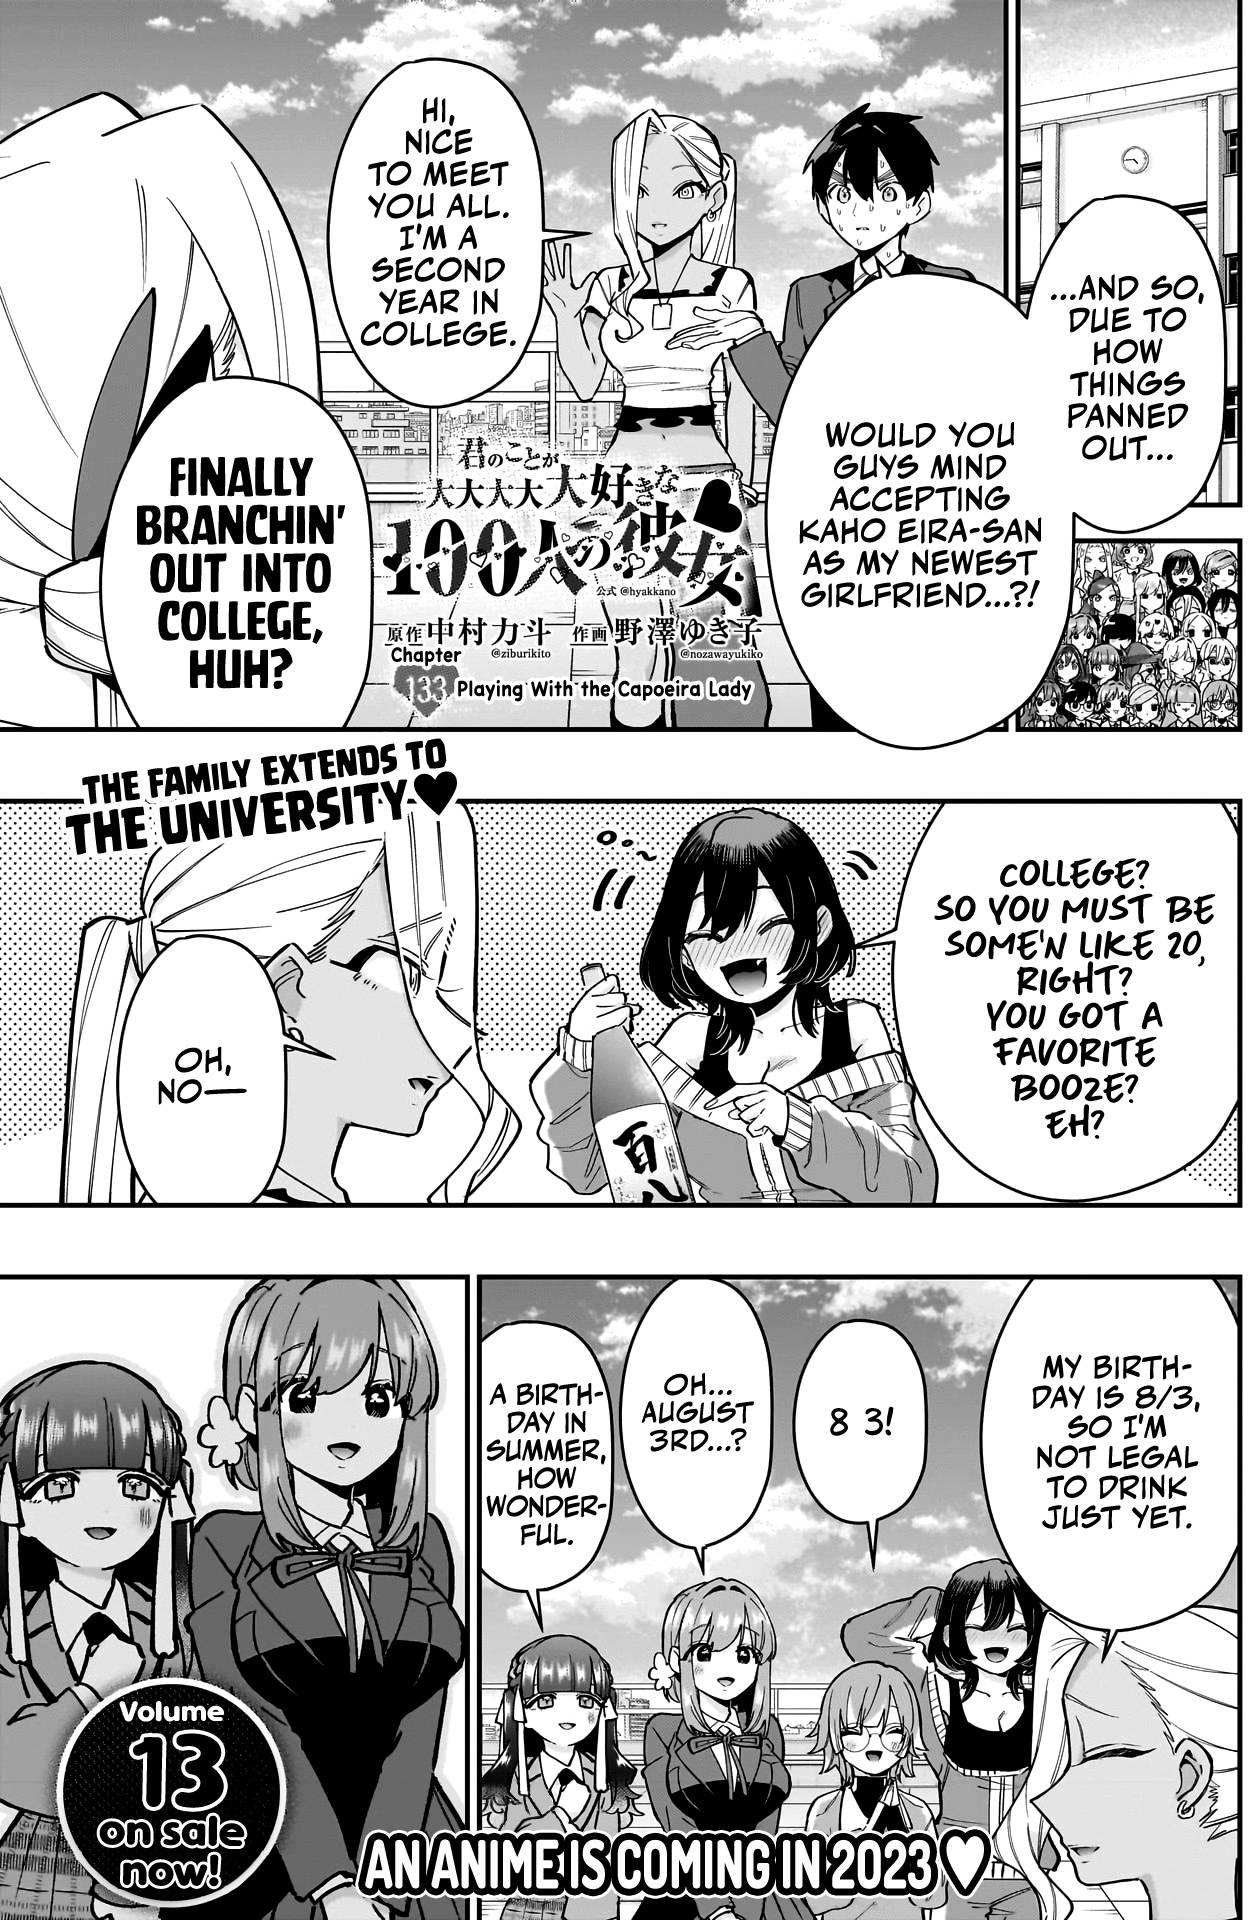 ...AND SO,
DUE TO
HOW
THINGS
PANNED
OUT...
WOULD YOU
GUYS MIND
ACCEPTING
KAHO EIRA-SAN
AS MY NEWEST
GIRLFRIEND...?!
HI,
NICE
TO MEET
YOU ALL.
I'M A
SECOND
YEAR IN
COLLEGE.
FINALLY
BRANCHIN'
OUT INTO
COLLEGE,
HUH?
君のことが
大大大大大好きな
100人の彼女
公式 @hyakkano
原作 中村力斗 作画 野澤ゆき子
@ziburikito @nozawayukiko
Chapter
133 Playing With the Capoeira Lady
THE FAMILY EXTENDS TO
THE UNIVERSITY♥
COLLEGE?
SO YOU MUST BE
SOME'N LIKE 20,
RIGHT?
YOU GOT A
FAVORITE
BOOZE?
EH?
百
OH,
NO—
MY BIRTH-
DAY IS 8/3,
SO I'M
NOT LEGAL
TO DRINK
JUST YET.
8 3!
OH...
AUGUST
3RD...?
A BIRTH-
DAY IN
SUMMER,
HOW
WONDER-
FUL.
Volume
13
on sale
now!
AN ANIME IS COMING IN 2023 ♥